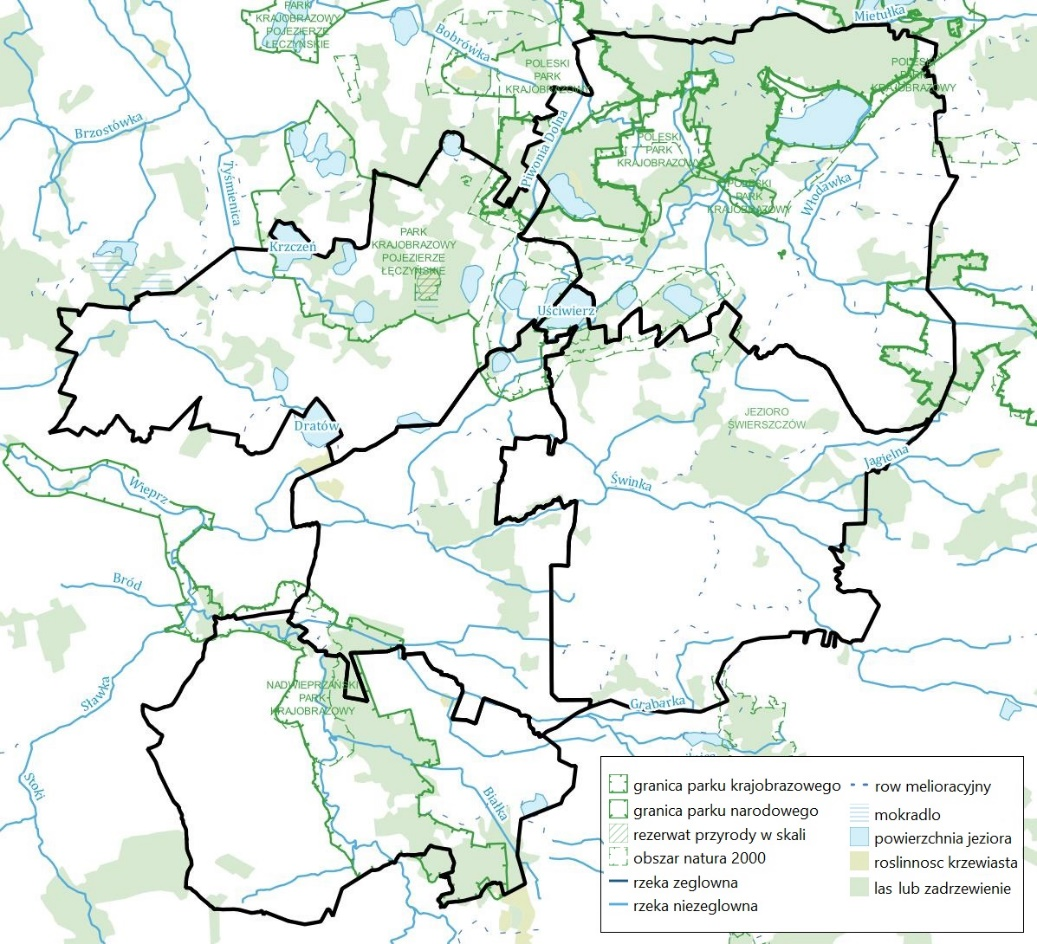 PARK
KRAJOBRAZOWY
POJEZIERZE
ŁĘCZYŃSKIE
Mietułka
Bobrówka
POLESKI
PARK
KRAJOBRAZOWY
POLESKI
PARK
KRAJOBRAZOWY
Brzostówka
Piwonia Dolna
POLESKI
PARK
KRAJOBRAZOWY
Tyśmienica
Włodawka
POLESKI
PARK
KRAJOBRAZOWY
Krzczeń
PARK
KRAJOBRAZOWY
POJEZIERZE
ŁĘCZYŃSKIE
Uściwierz
Dratów
JEZIORO
ŚWIERSZCZÓW
Jagielna
Wieprz
Świnka
Bród
Sławka
NADWIEPRZAŃSKI
PARK
KRAJOBRAZOWY
Grabarka
Stoki
Białka
granica parku krajobrazowego
granica parku narodowego
rezerwat przyrody w skali
obszar natura 2000
rzeka zeglowna
rzeka niezeglowna
row melioracyjny
mokradlo
powierzchnia jeziora
roslinnosc krzewiasta
las lub zadrzewienie